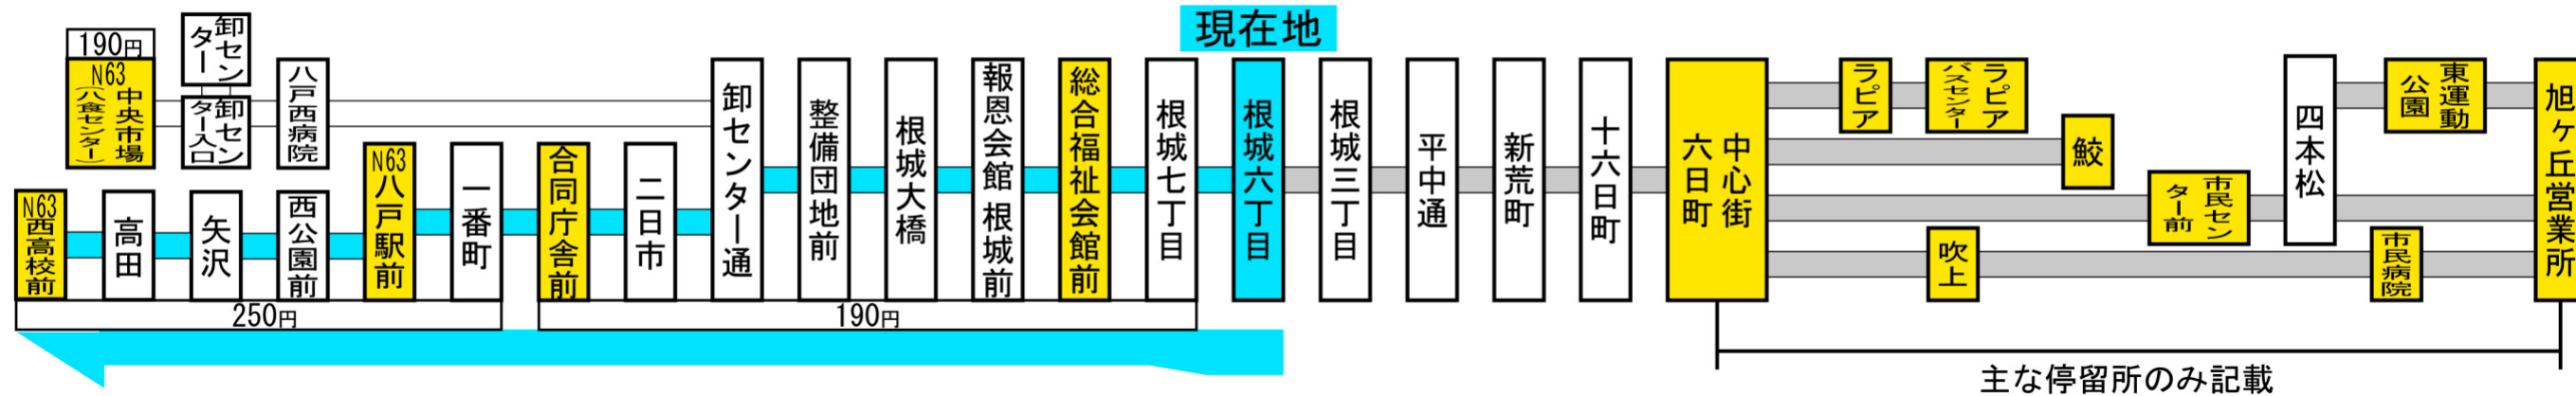 現在地
190円
N63
中央市場
(八食センター)
卸セン
ター
卸セン
ター入口
八戸西病院
N63
西高校前
高田
矢沢
西公園前
N63
八戸駅前
一番町
合同庁舎前
二日市
卸センター通
整備団地前
根城大橋
報恩会館 根城前
総合福祉会館前
根城七丁目
根城六丁目
根城三丁目
平中通
新荒町
十六日町
中心街
六日町
ラピア
ラピア
バスセンター
鮫
市民セン
ター前
吹上
四本松
東運動
公園
市民病院
旭ヶ丘営業所
250円
190円
主な停留所のみ記載